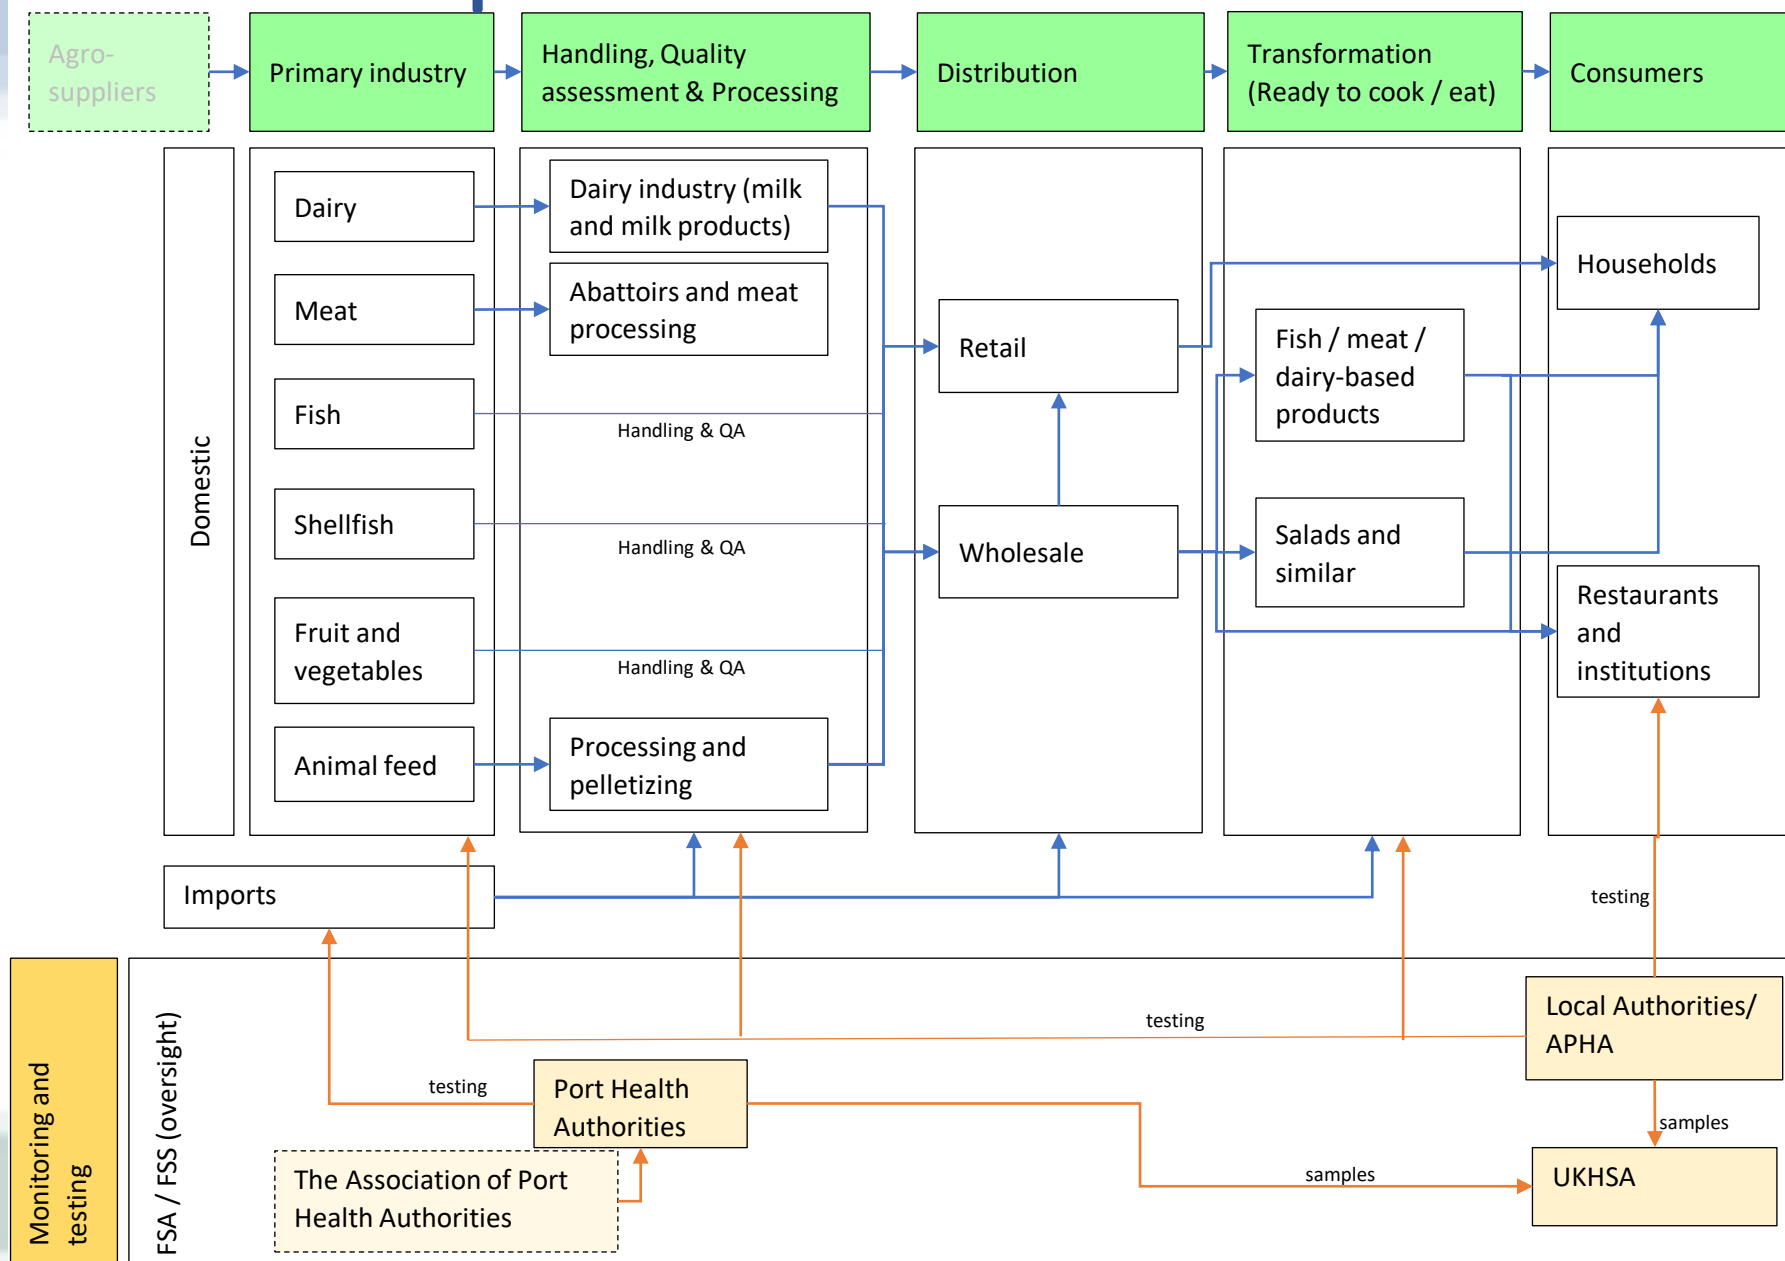 Agro-
suppliers
Primary industry
Handling, Quality
assessment & Processing
Distribution
Transformation
(Ready to cook / eat)
Consumers
Domestic
Dairy
Dairy industry (milk
and milk products)
Meat
Abattoirs and meat
processing
Fish
Handling & QA
Shellfish
Handling & QA
Fruit and
vegetables
Handling & QA
Animal feed
Processing and
pelletizing
Retail
Wholesale
Fish / meat /
dairy-based
products
Salads and
similar
Households
Restaurants
and
institutions
Imports
testing
Monitoring and
testing
FSA / FSS (oversight)
testing
Local Authorities/
APHA
testing
Port Health
Authorities
samples
The Association of Port
Health Authorities
samples
UKHSA